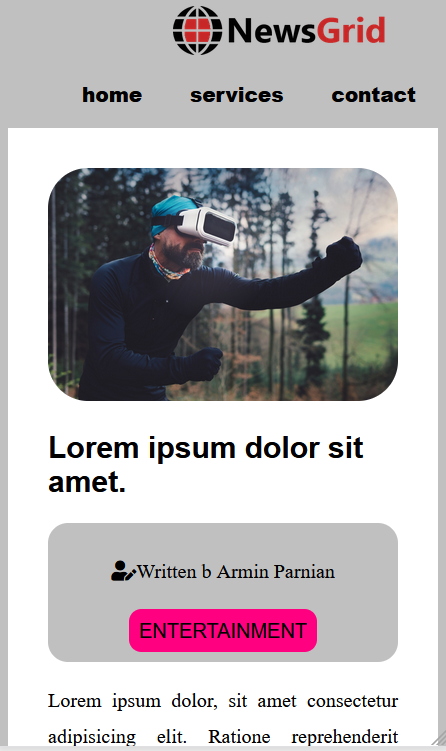 NewsGrid
home services contact
Lorem ipsum dolor sit
amet.
Written b Armin Parnian
ENTERTAINMENT
Lorem ipsum dolor, sit amet consectetur
adipisicing elit. Ratione reprehenderit